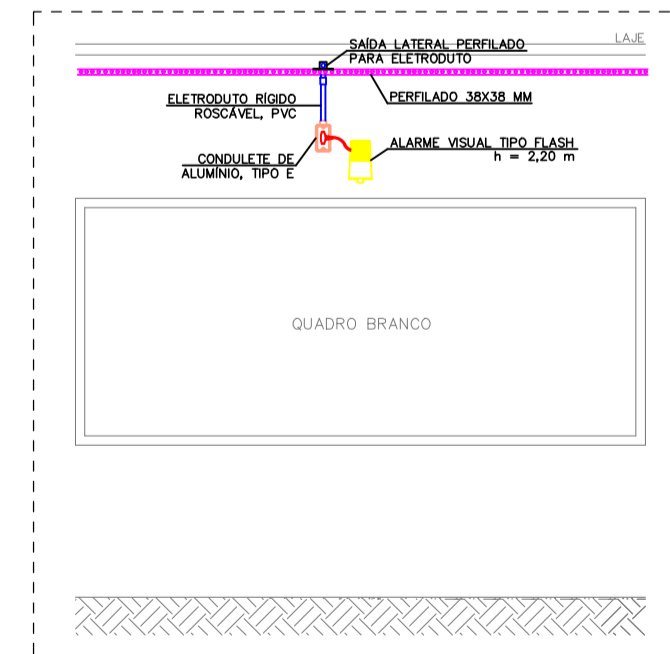 LAJE
SAÍDA LATERAL PERFILADO
PARA ELETRODUTO
ELETRODUTO RÍGIDO
ROSCÁVEL, PVC
PERFILADO 38X38 MM
ALARME VISUAL TIPO FLASH
h = 2,20 m
CONDULETE DE
ALUMÍNIO, TIPO E
QUADRO BRANCO